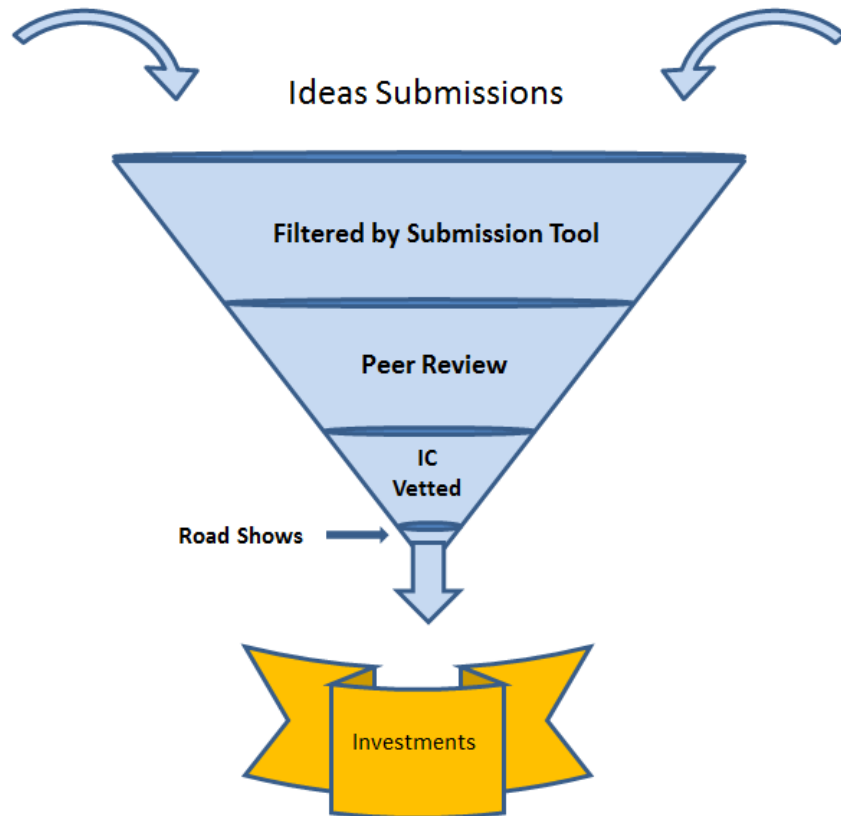 Ideas Submissions
Filtered by Submission Tool
Peer Review
IC
Vetted
Road Shows
Investments